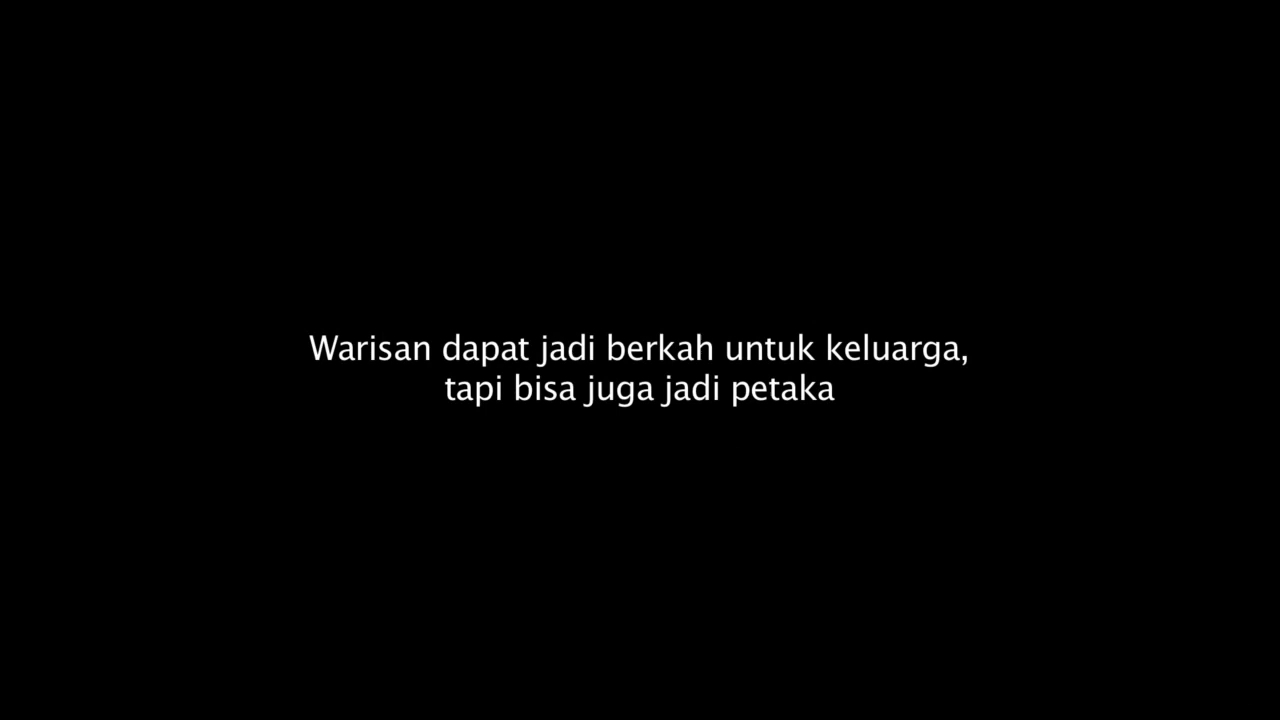 Warisan dapat jadi berkah untuk keluarga,
tapi bisa juga jadi petaka